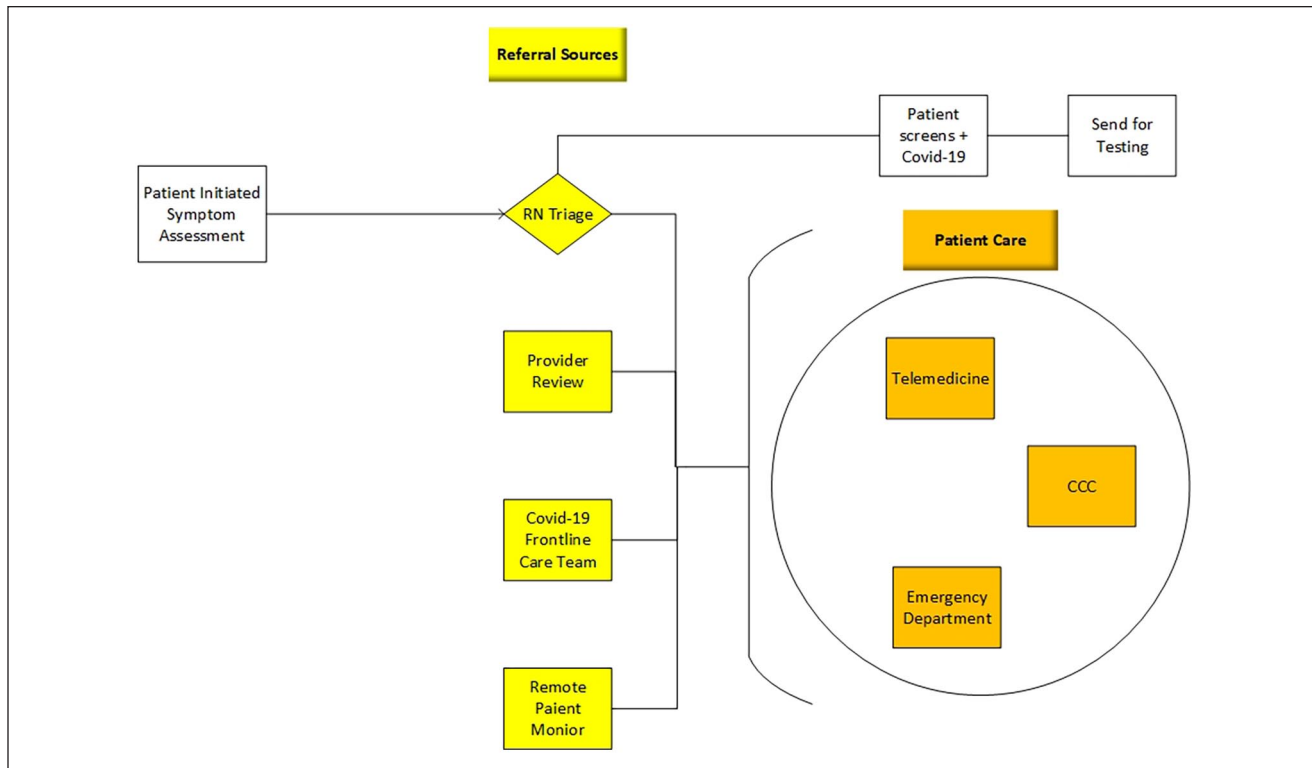 Referral Sources
Patient
screens +
Covid-19
Send for
Testing
Patient Initiated
Symptom
Assessment
RN Triage
Patient Care
Provider
Review
Telemedicine
CCC
Covid-19
Frontline
Care Team
Emergency
Department
Remote
Paient
Monior